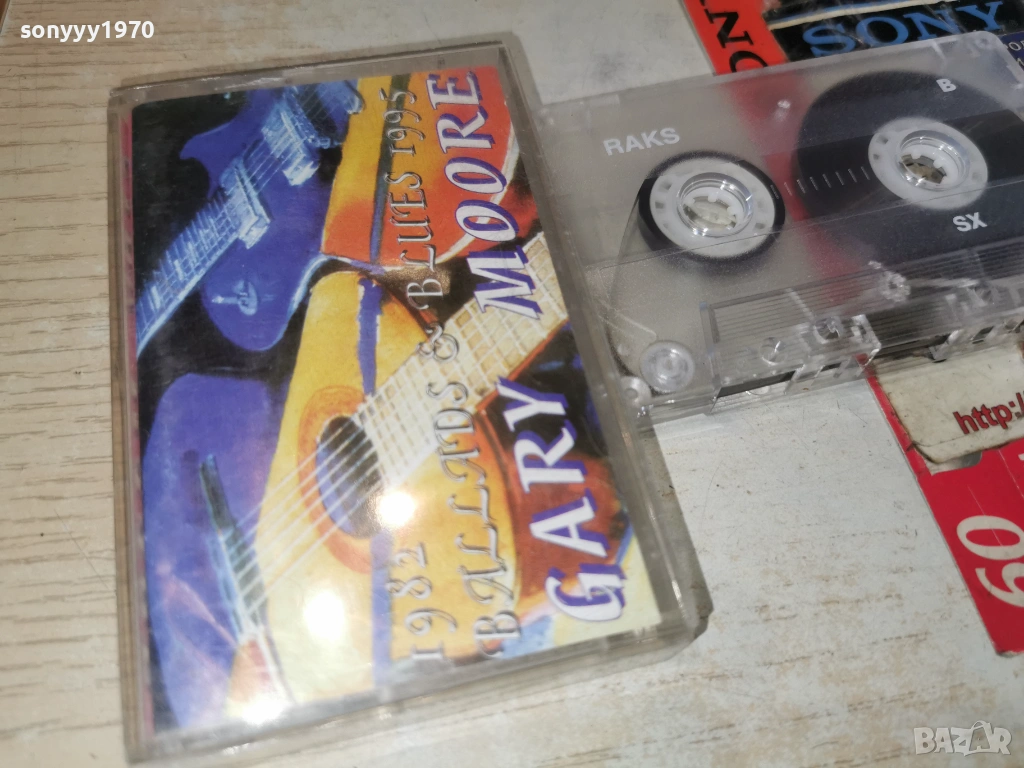 sonyyy1970
1982
BALLADS & BLUES 1995
GARY MOORE
RAKS
B
SX
SONY
http:/
60
BAZAR